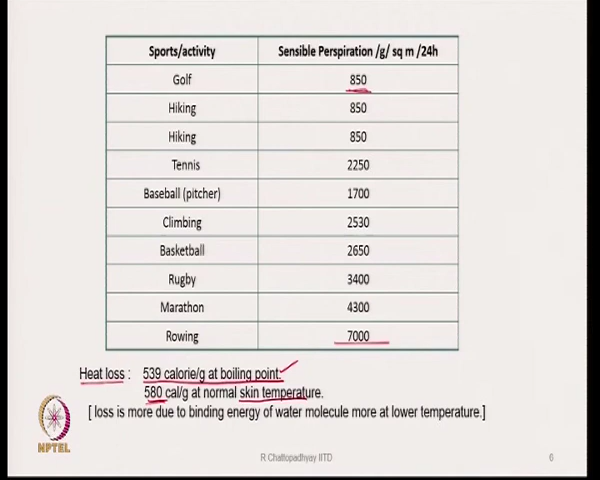 Sports/activity Sensible Perspiration /g/ sq m /24h
Golf 850
Hiking 850
Hiking 850
Tennis 2250
Baseball (pitcher) 1700
Climbing 2530
Basketball 2650
Rugby 3400
Marathon 4300
Rowing 7000
Heat loss : 539 calorie/g at boiling point.
580 cal/g at normal skin temperature.
[ loss is more due to binding energy of water molecule more at lower temperature.]
NPTEL
R Chattopadhyay IITD 6